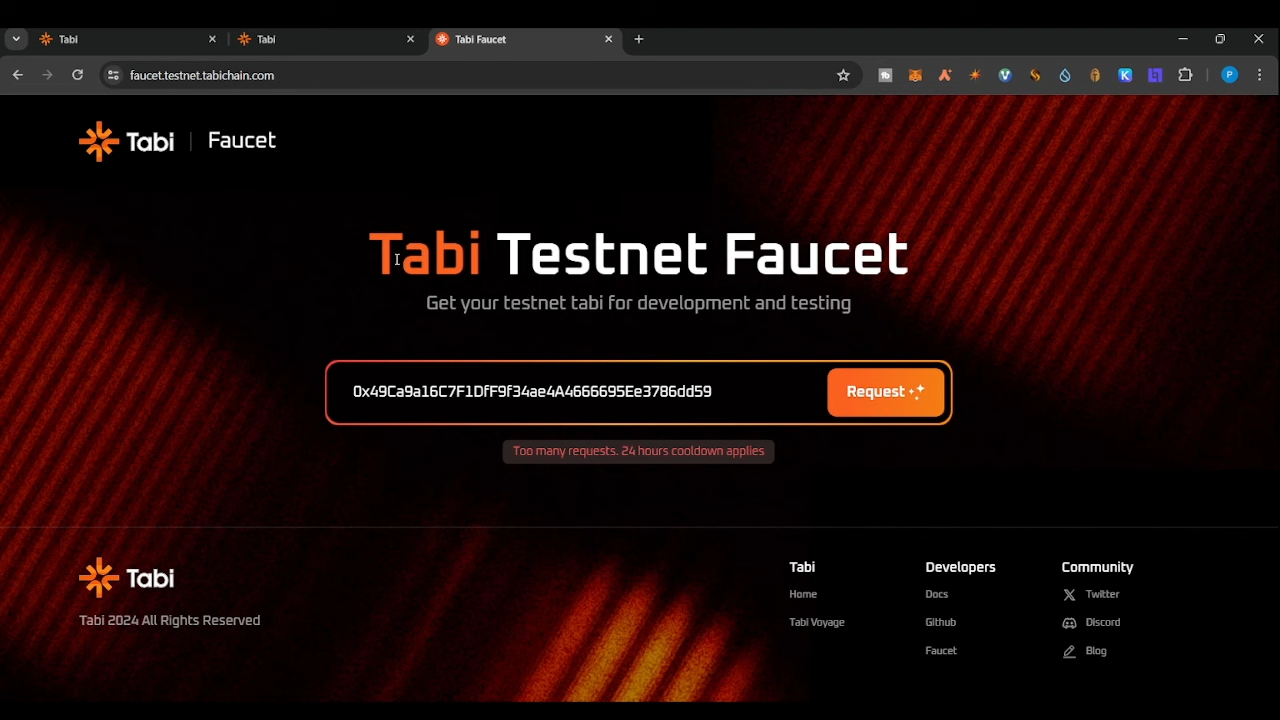 Tabi
Tabi
Tabi Faucet
faucet.testnet.tabichain.com
P
Tabi | Faucet
Tabi Testnet Faucet
Get your testnet tabi for development and testing
0x49Ca9a16C7F1DfF9f34ae4A4666695Ee3786dd59
Request
Too many requests. 24 hours cooldown applies
Tabi
Tabi 2024 All Rights Reserved
Tabi
Home
Tabi Voyage
Developers
Docs
Github
Faucet
Community
Twitter
Discord
Blog